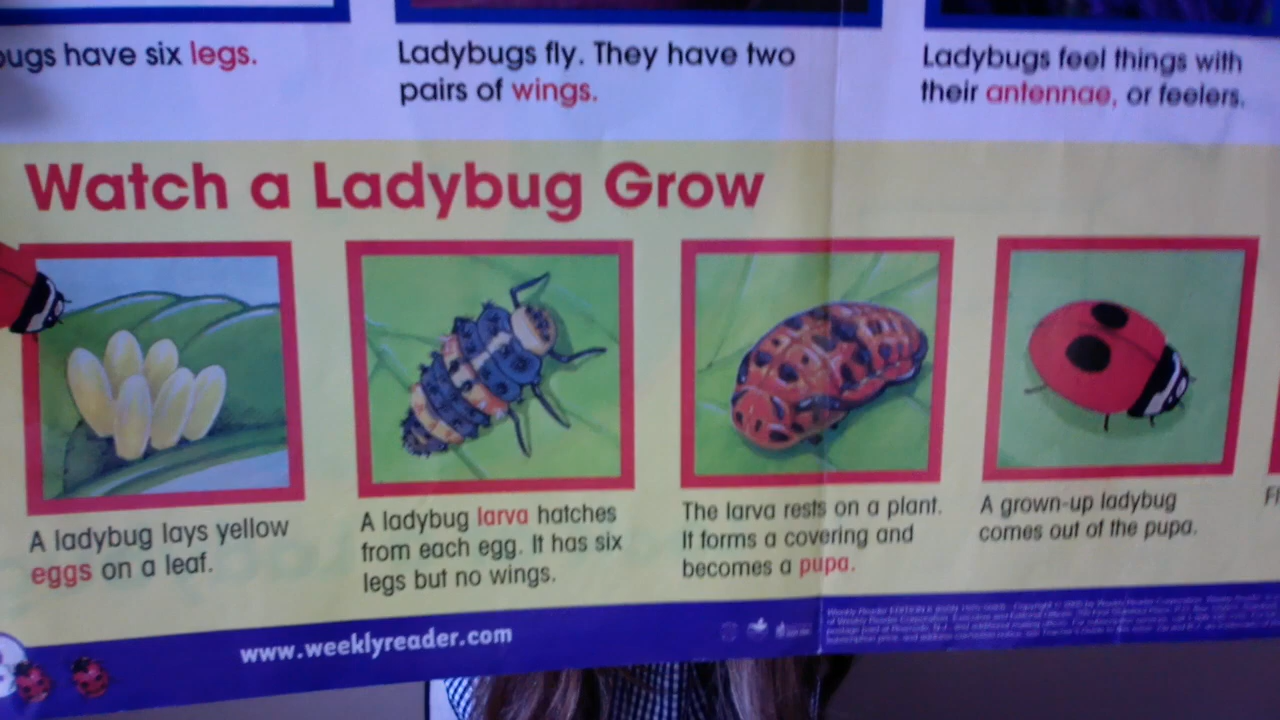 bugs have six legs.
Ladybugs fly. They have two
pairs of wings.
Ladybugs feel things with
their antennae, or feelers.
Watch a Ladybug Grow
A ladybug lays yellow
eggs on a leaf.
A ladybug larva hatches
from each egg. It has six
legs but no wings.
The larva rests on a plant.
It forms a covering and
becomes a pupa.
A grown-up ladybug
comes out of the pupa.
www.weeklyreader.com